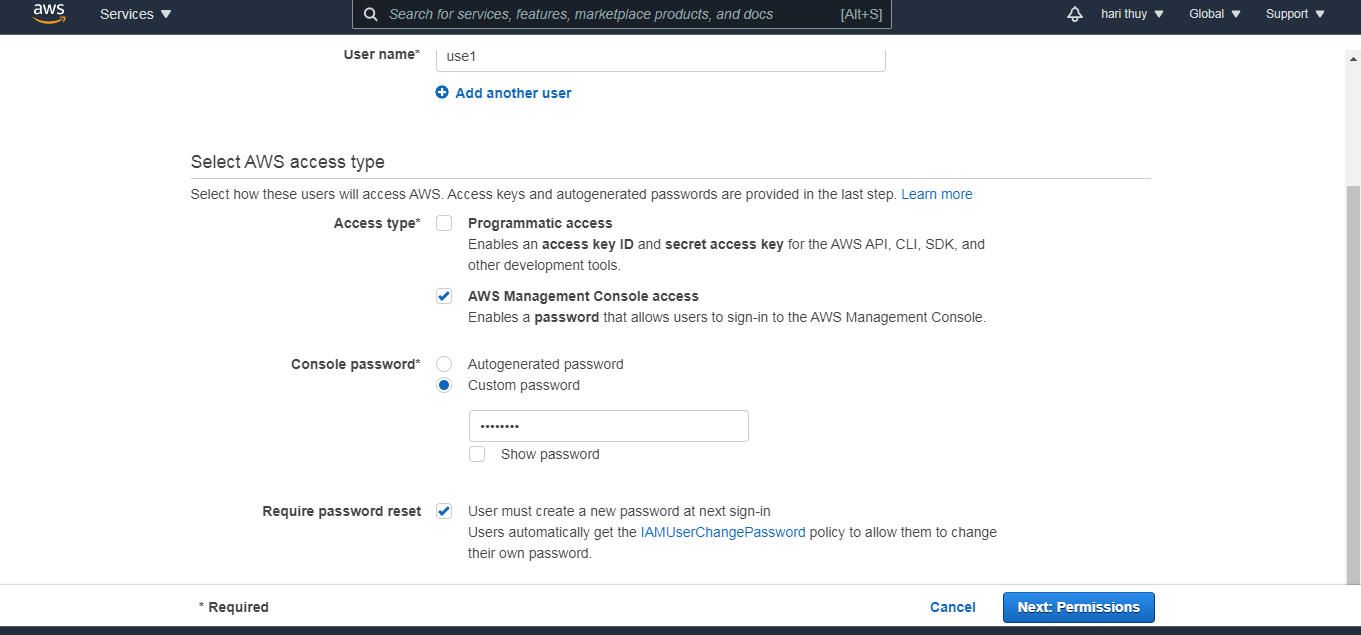 aws Services Search for services, features, marketplace products, and docs [Alt+S] hari thuy Global Support
User name* use1
Add another user
Select AWS access type
Select how these users will access AWS. Access keys and autogenerated passwords are provided in the last step. Learn more
Access type* Programmatic access
Enables an access key ID and secret access key for the AWS API, CLI, SDK, and
other development tools.
AWS Management Console access
Enables a password that allows users to sign-in to the AWS Management Console.
Console password* Autogenerated password
Custom password
••••••••
Show password
Require password reset User must create a new password at next sign-in
Users automatically get the IAMUserChangePassword policy to allow them to change
their own password.
* Required Cancel Next: Permissions